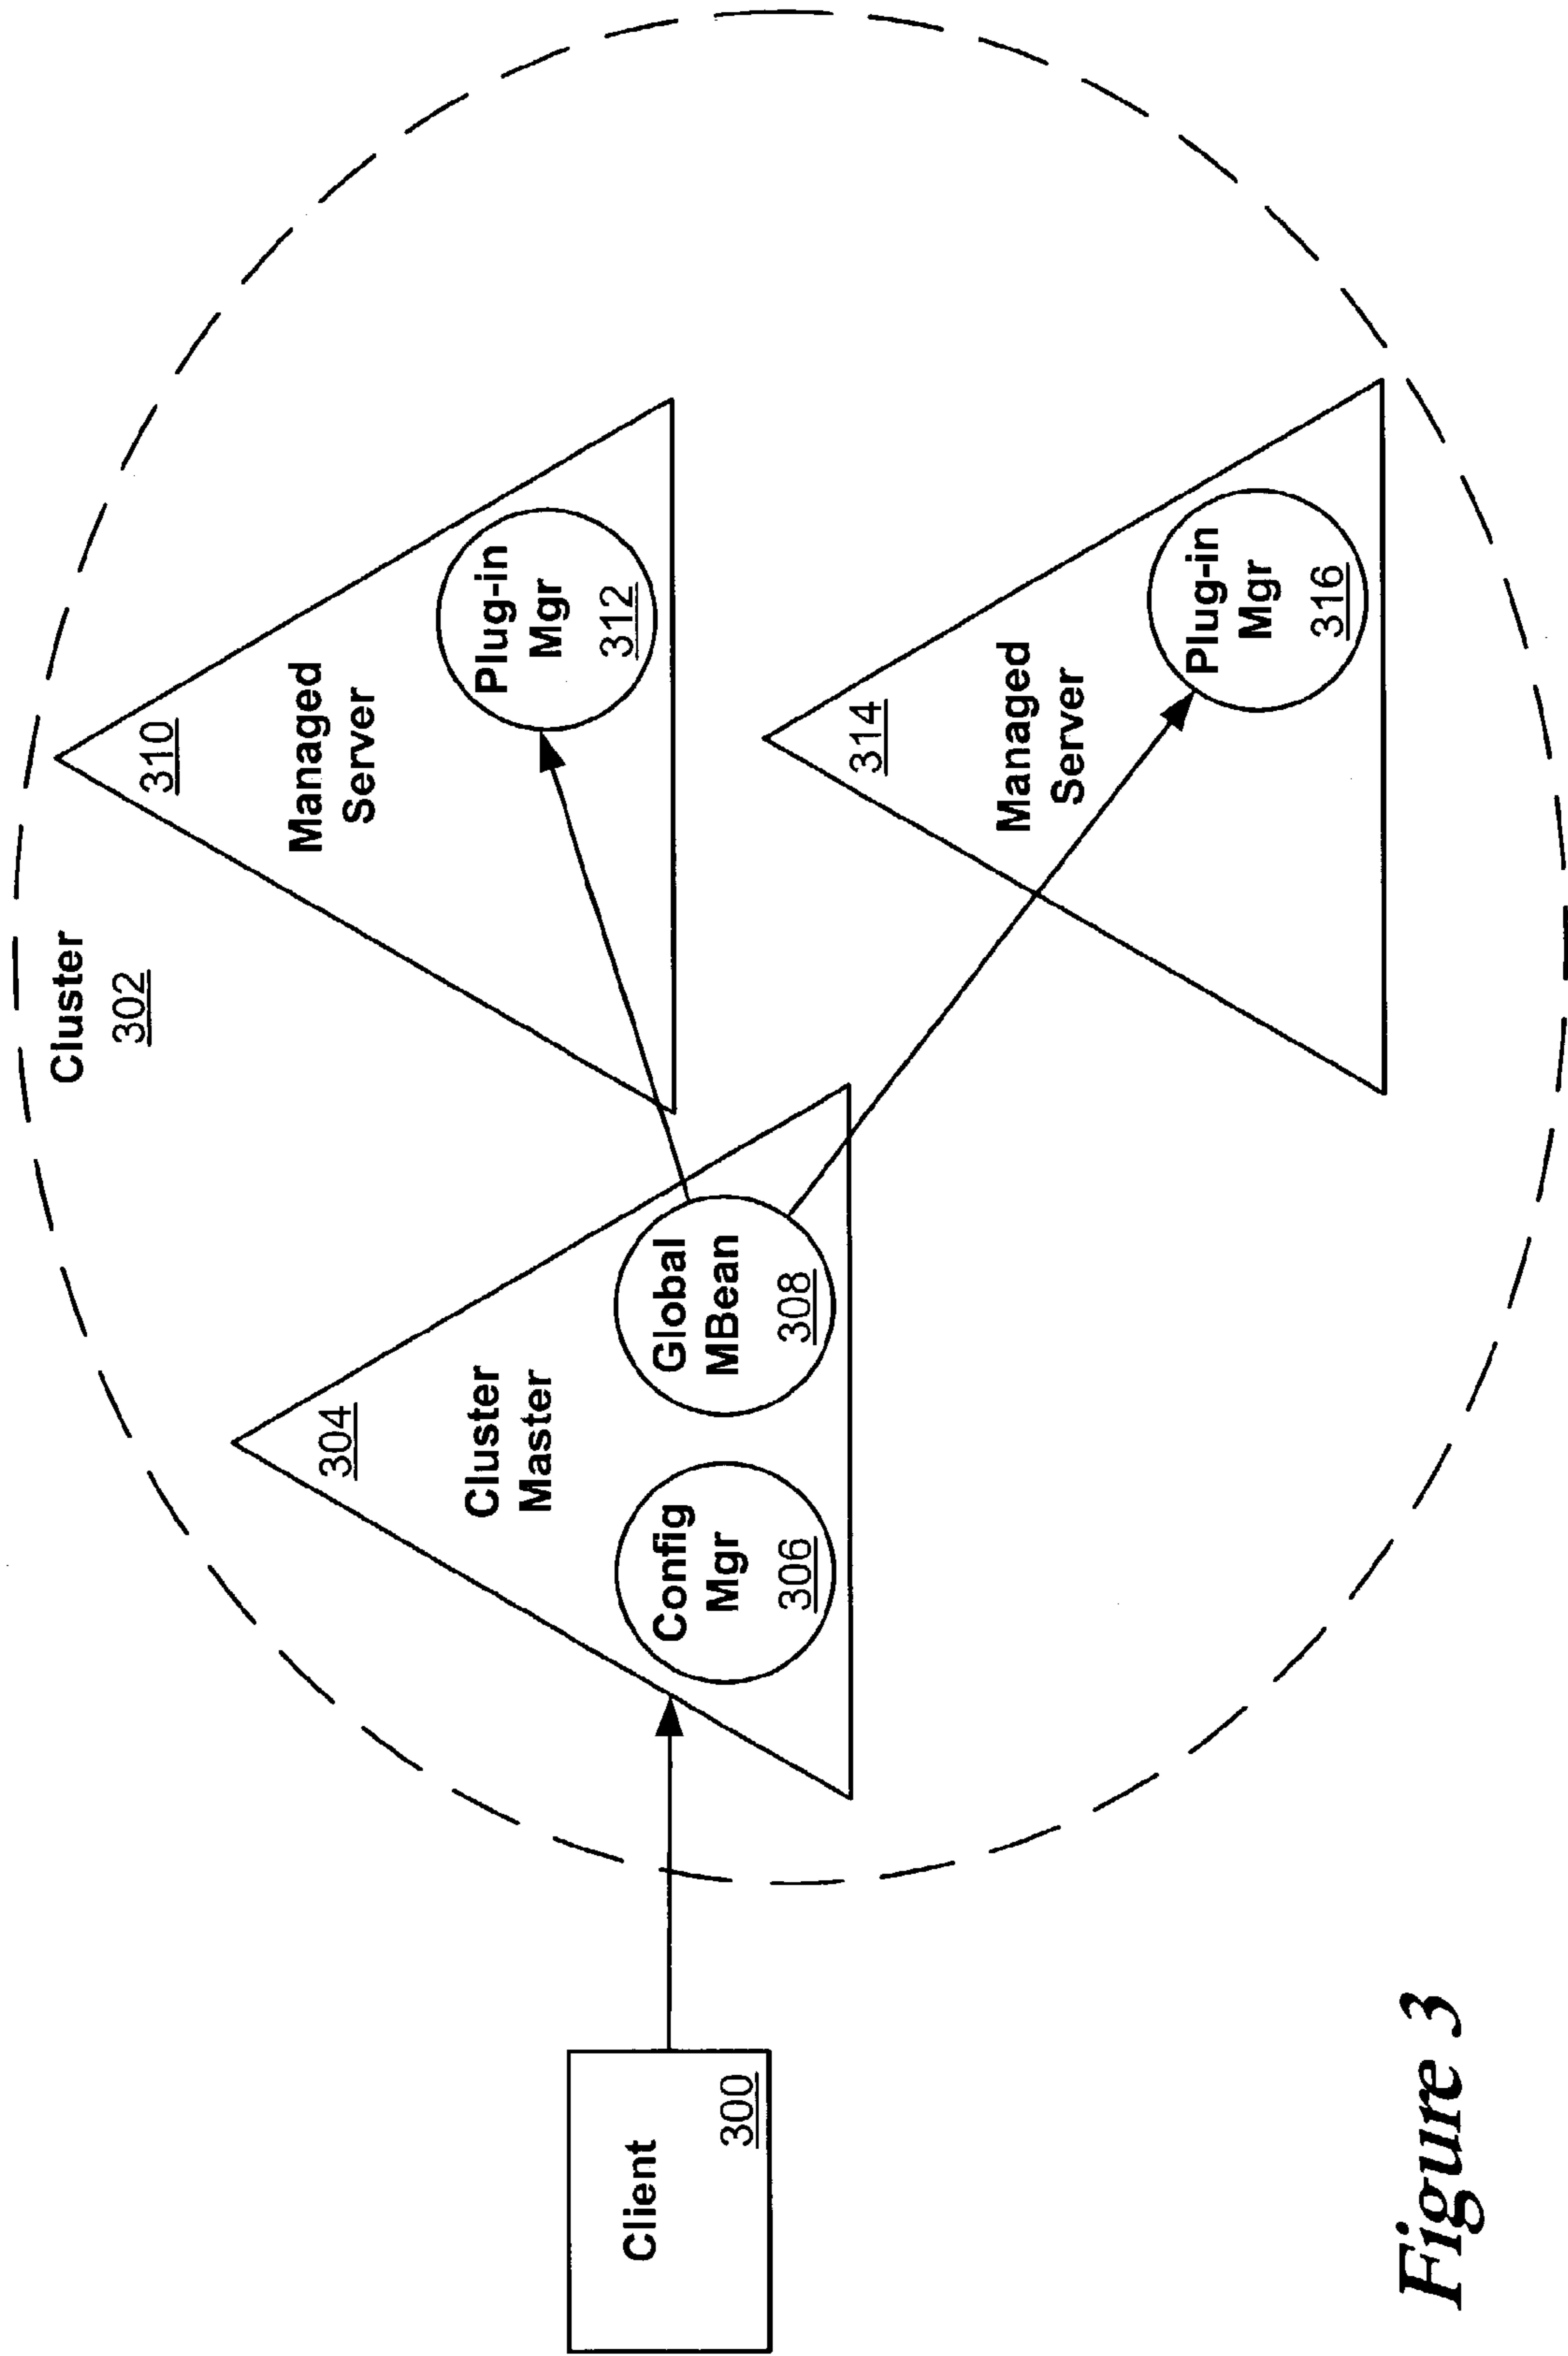 Cluster
302
310
Managed
Server
Plug-in
Mgr
312
304
Cluster
Master
Config
Mgr
306
Global
MBean
308
314
Managed
Server
Plug-in
Mgr
316
Client
300
Figure 3